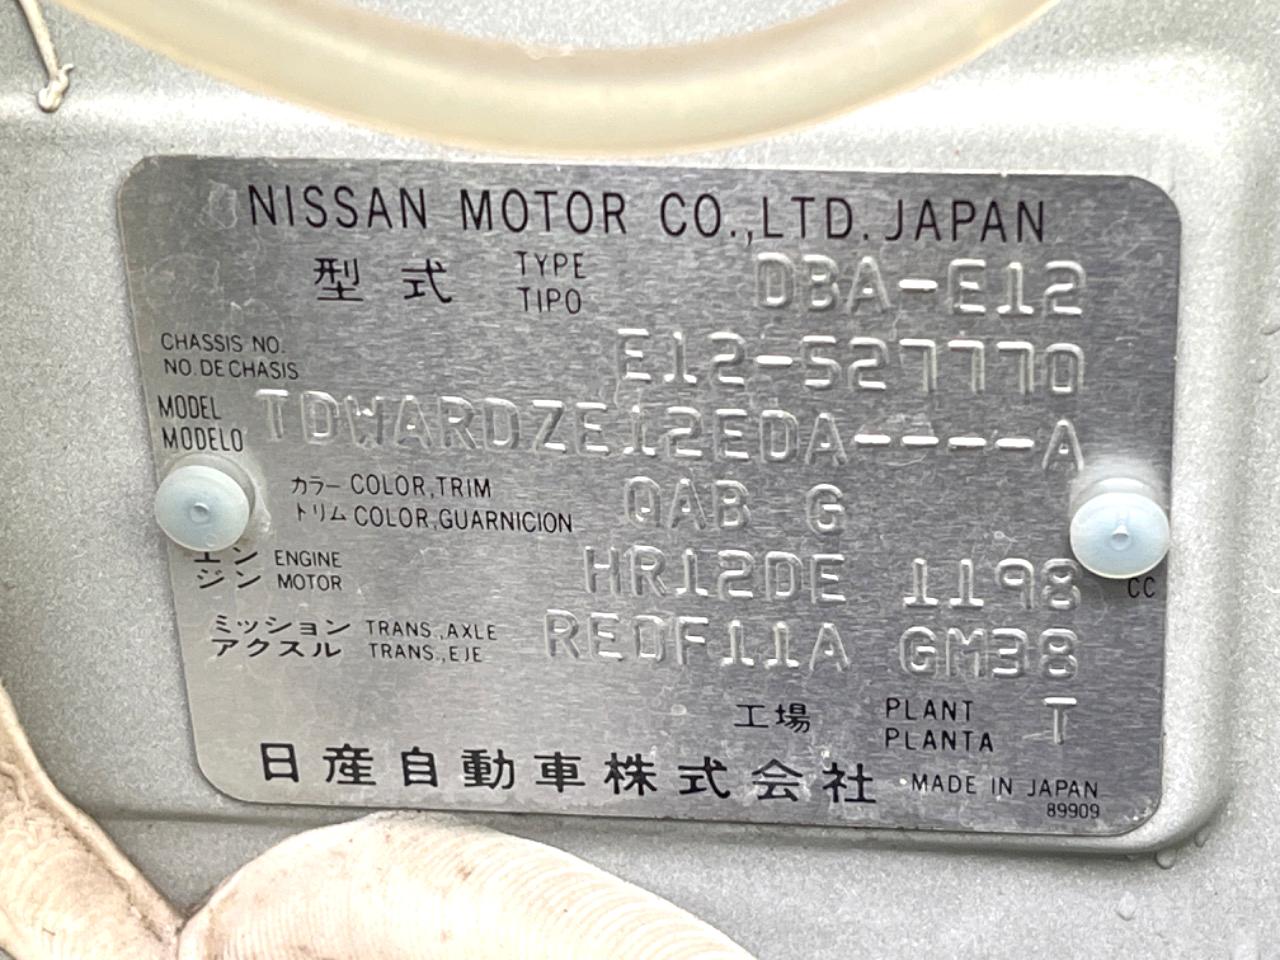 NISSAN MOTOR CO.,LTD. JAPAN
型式 TYPE TIPO DBA-E12
CHASSIS NO.
NO. DE CHASIS E12-527770
MODEL
MODELO TDWARDZE12EDA----A
カラー COLOR,TRIM
トリム COLOR,GUARNICION QAB G
エン ENGINE
ジン MOTOR HR12DE 1198 CC
ミッション TRANS.,AXLE
アクスル TRANS.,EJE REDF11A GM38
工場 PLANT PLANTA T
日産自動車株式会社 MADE IN JAPAN
89909